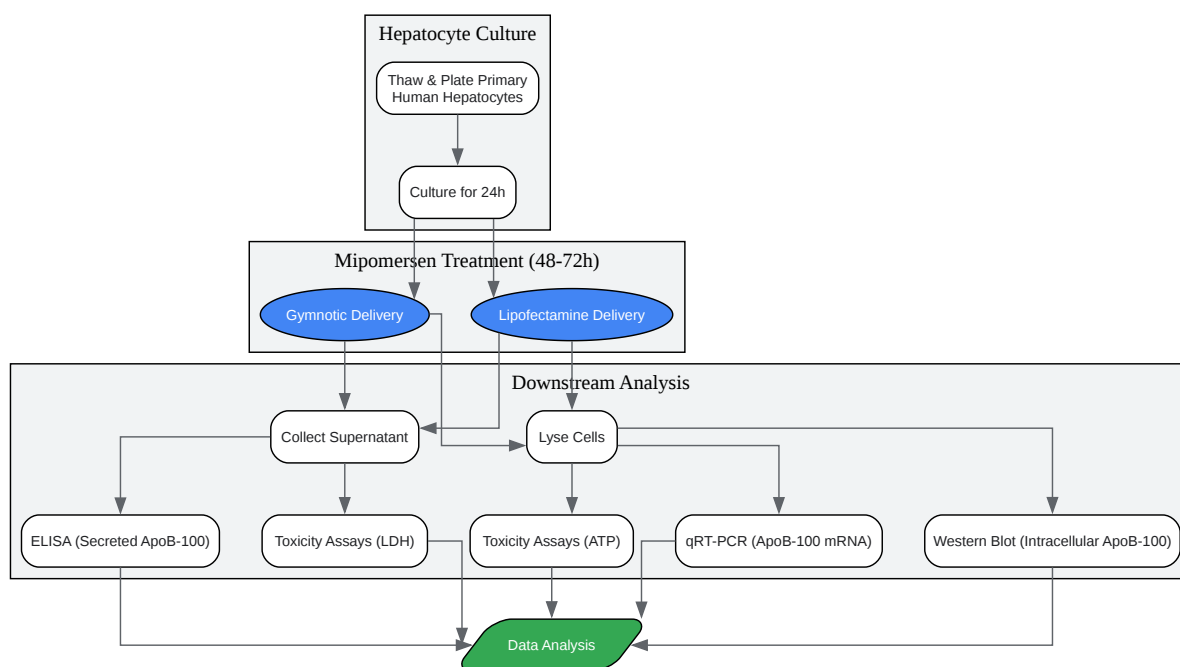 Hepatocyte Culture
Thaw & Plate Primary
Human Hepatocytes
Culture for 24h
Mipomersen Treatment (48-72h)
Gymnotic Delivery
Lipofectamine Delivery
Downstream Analysis
Collect Supernatant
Lyse Cells
ELISA (Secreted ApoB-100)
Toxicity Assays (LDH)
Toxicity Assays (ATP)
qRT-PCR (ApoB-100 mRNA)
Western Blot (Intracellular ApoB-100)
Data Analysis